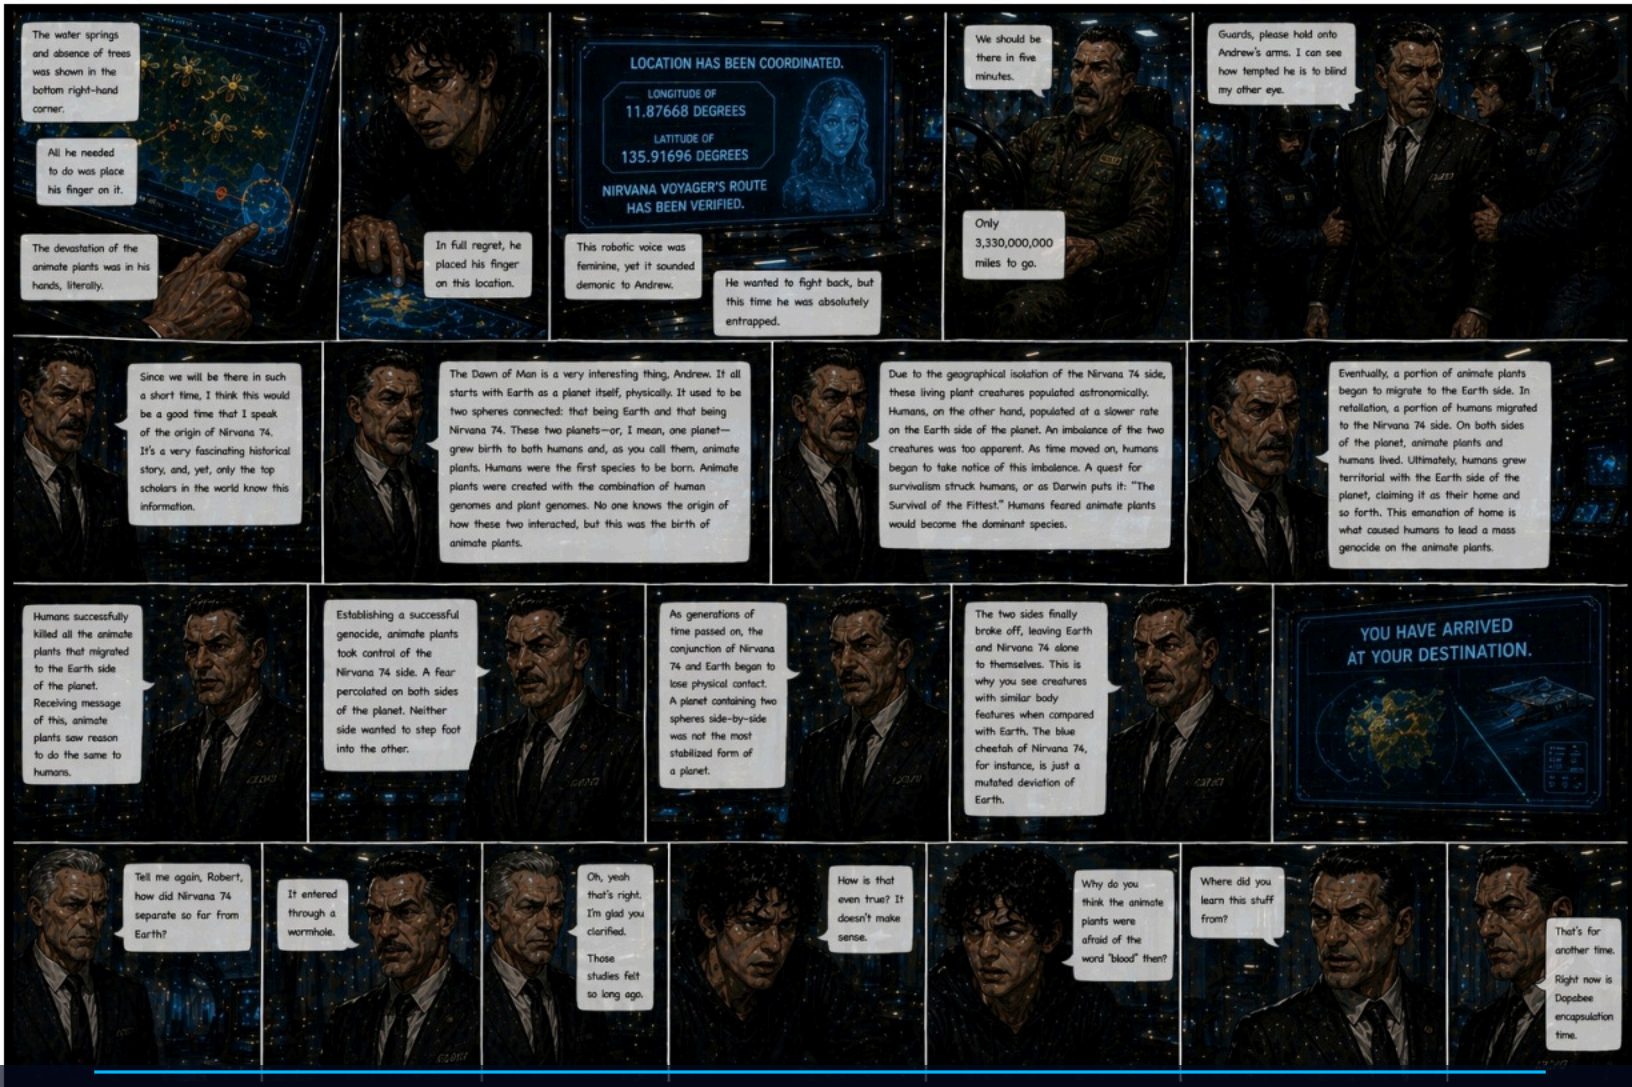 The water springs
and absence of trees
was shown in the
bottom right-hand
corner.
All he needed
to do was place
his finger on it.
The devastation of the
animate plants was in his
hands, literally.
In full regret, he
placed his finger
on this location.
LOCATION HAS BEEN COORDINATED.
LONGITUDE OF
11.87668 DEGREES
LATITUDE OF
135.91696 DEGREES
NIRVANA VOYAGER'S ROUTE
HAS BEEN VERIFIED.
This robotic voice was
feminine, yet it sounded
demonic to Andrew.
He wanted to fight back, but
this time he was absolutely
entrapped.
We should be
there in five
minutes.
Only
3,330,000,000
miles to go.
Guards, please hold onto
Andrew's arms. I can see
how tempted he is to blind
my other eye.
Since we will be there in such
a short time, I think this would
be a good time that I speak
of the origin of Nirvana 74.
It's a very fascinating historical
story, and, yet, only the top
scholars in the world know this
information.
The Dawn of Man is a very interesting thing, Andrew. It all
starts with Earth as a planet itself, physically. It used to be
two spheres connected: that being Earth and that being
Nirvana 74. These two planets—or, I mean, one planet—
grew birth to both humans and, as you call them, animate
plants. Humans were the first species to be born. Animate
plants were created with the combination of human
genomes and plant genomes. No one knows the origin of
how these two interacted, but this was the birth of
animate plants.
Due to the geographical isolation of the Nirvana 74 side,
these living plant creatures populated astronomically.
Humans, on the other hand, populated at a slower rate
on the Earth side of the planet. An imbalance of the two
creatures was too apparent. As time moved on, humans
began to take notice of this imbalance. A quest for
survivalism struck humans, or as Darwin puts it: "The
Survival of the Fittest." Humans feared animate plants
would become the dominant species.
Eventually, a portion of animate plants
began to migrate to the Earth side. In
retaliation, a portion of humans migrated
to the Nirvana 74 side. On both sides
of the planet, animate plants and
humans lived. Ultimately, humans grew
territorial with the Earth side of the
planet, claiming it as their home and
so forth. This emanation of home is
what caused humans to lead a mass
genocide on the animate plants.
Humans successfully
killed all the animate
plants that migrated
to the Earth side
of the planet.
Receiving message
of this, animate
plants saw reason
to do the same to
humans.
Establishing a successful
genocide, animate plants
took control of the
Nirvana 74 side. A fear
percolated on both sides
of the planet. Neither
side wanted to step foot
into the other.
As generations of
time passed on, the
conjunction of Nirvana
74 and Earth began to
lose physical contact.
A planet containing two
spheres side-by-side
was not the most
stabilized form of
a planet.
The two sides finally
broke off, leaving Earth
and Nirvana 74 alone
to themselves. This is
why you see creatures
with similar body
features when compared
with Earth. The blue
cheetah of Nirvana 74,
for instance, is just a
mutated deviation of
Earth.
YOU HAVE ARRIVED
AT YOUR DESTINATION.
Tell me again, Robert,
how did Nirvana 74
separate so far from
Earth?
It entered
through a
wormhole.
Oh, yeah
that's right.
I'm glad you
clarified.
Those
studies felt
so long ago.
How is that
even true? It
doesn't make
sense.
Why do you
think the animate
plants were
afraid of the
word "blood" then?
Where did you
learn this stuff
from?
That's for
another time.
Right now is
Dopabee
encapsulation
time.